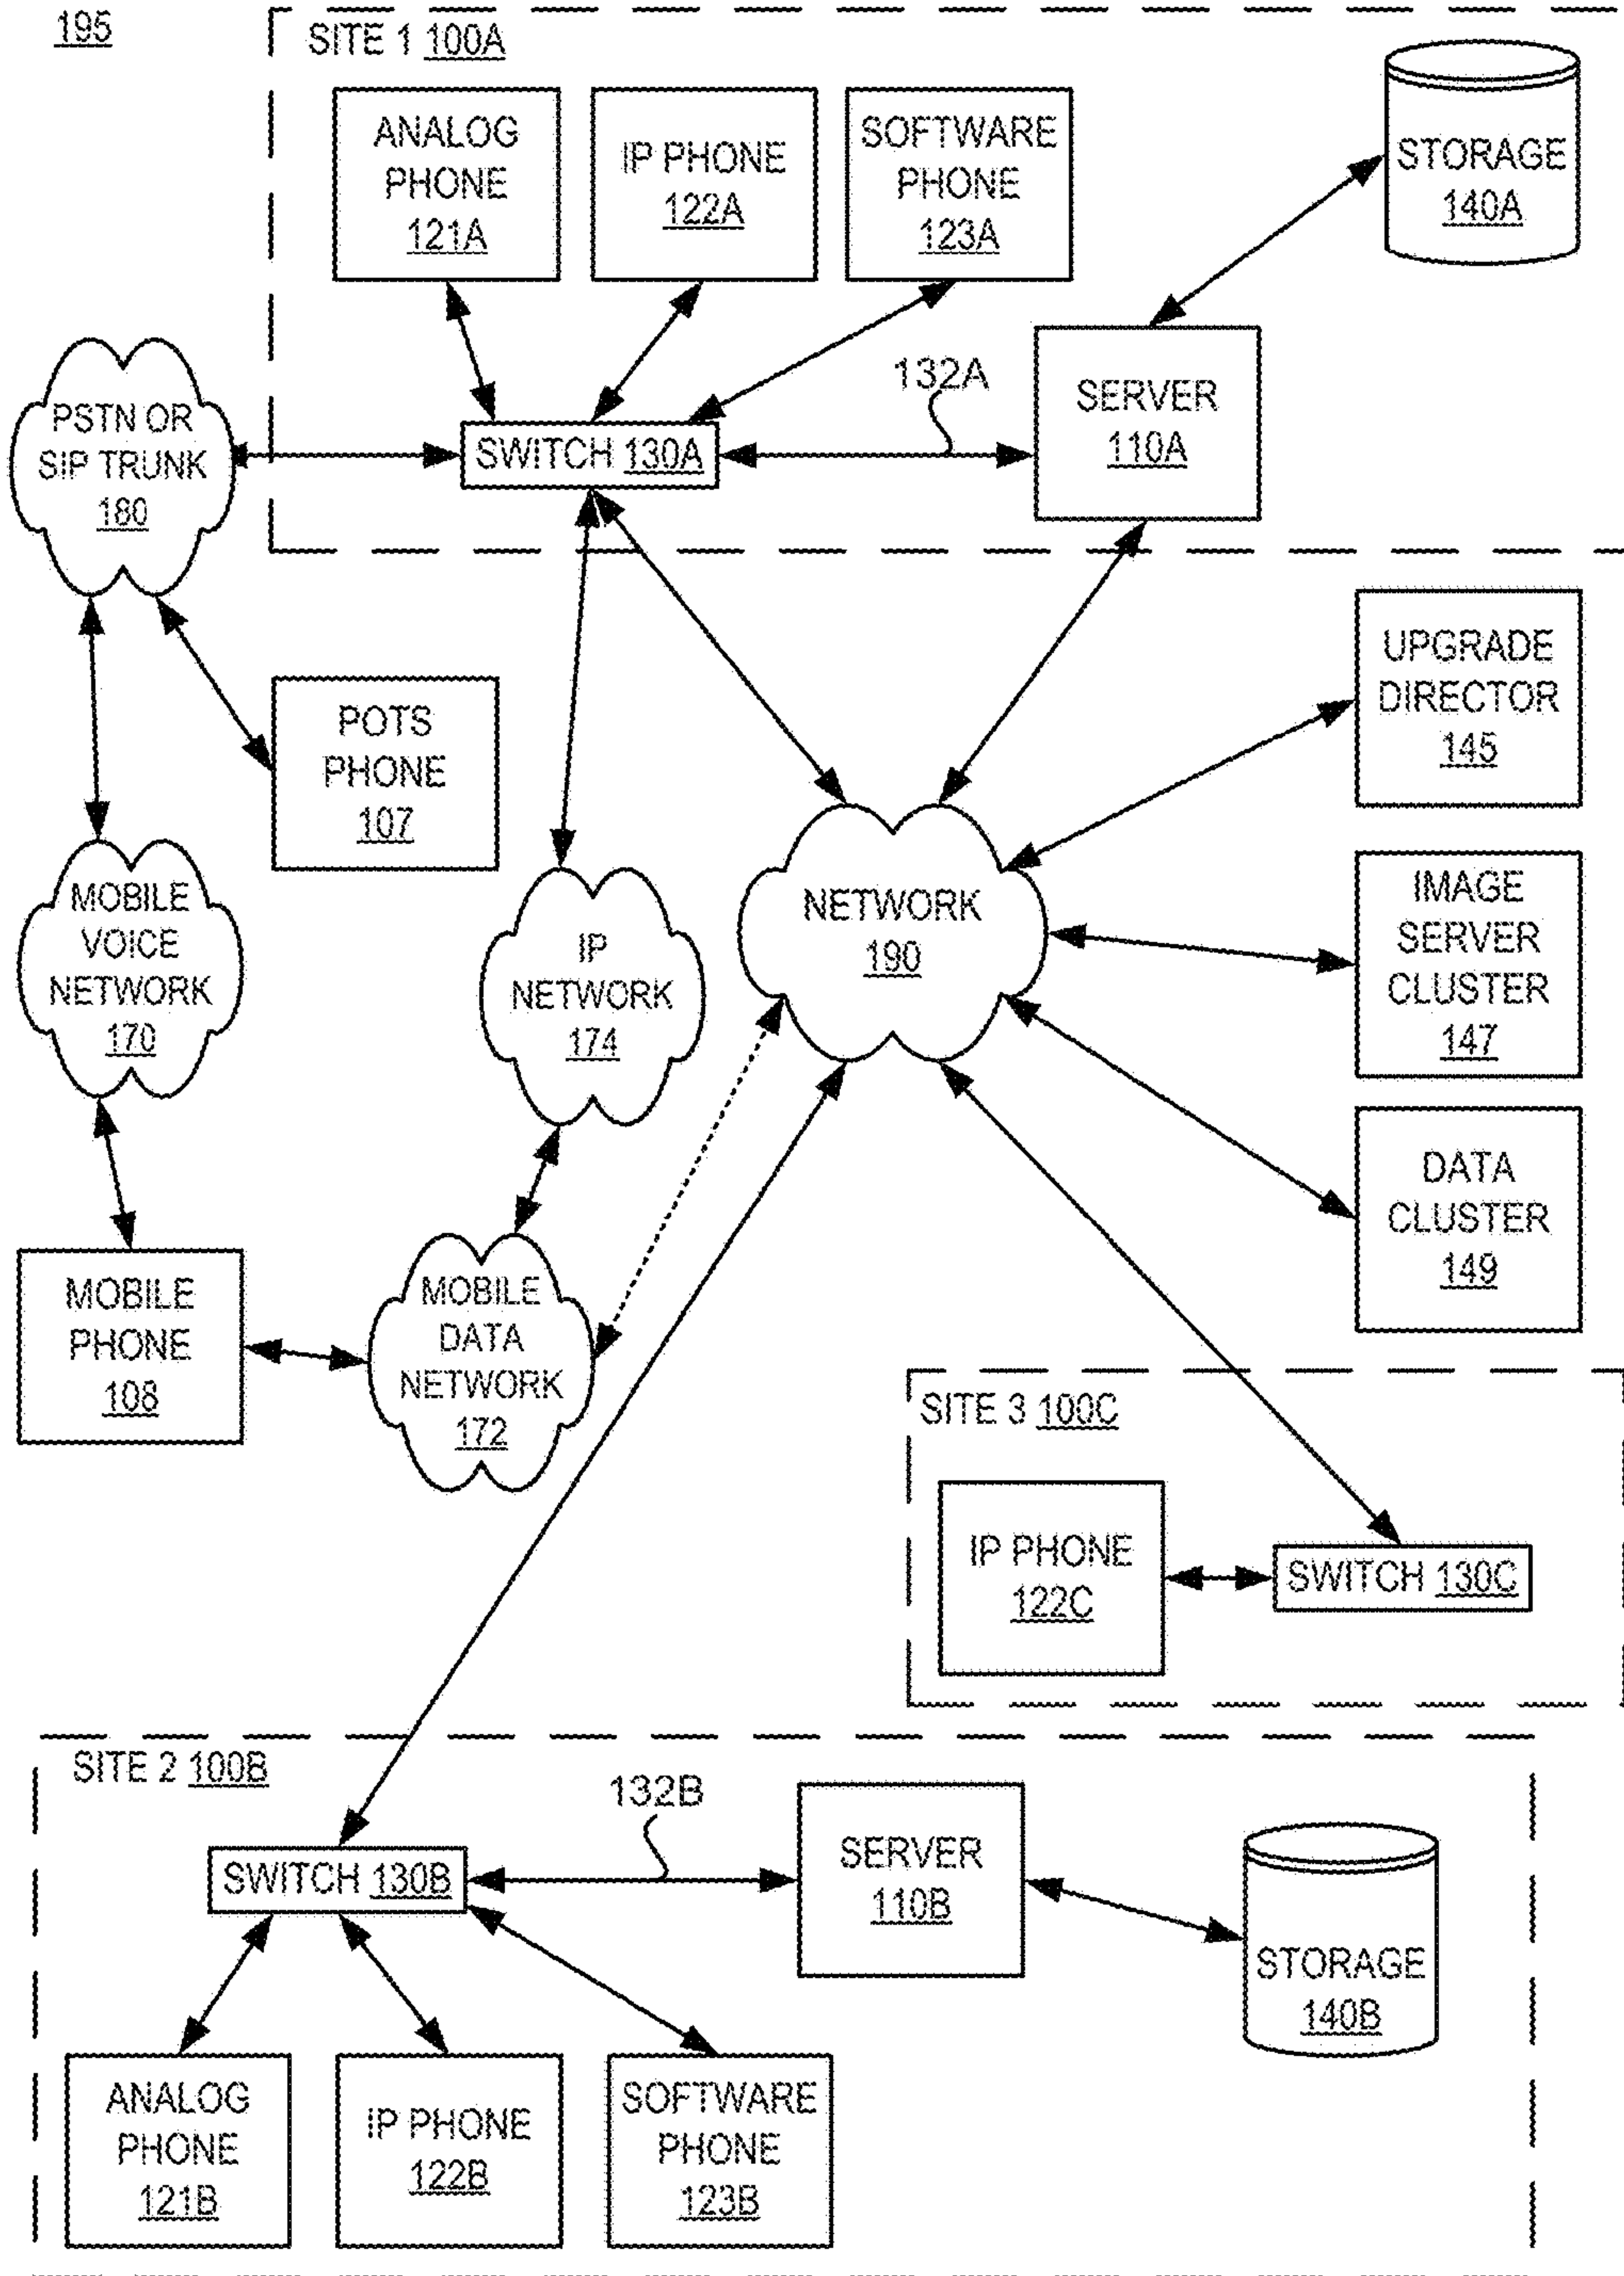 195
SITE 1 100A
ANALOG
PHONE
121A
IP PHONE
122A
SOFTWARE
PHONE
123A
STORAGE
140A
132A
SERVER
110A
SWITCH 130A
PSTN OR
SIP TRUNK
180
POTS
PHONE
107
UPGRADE
DIRECTOR
145
MOBILE
VOICE
NETWORK
170
IP
NETWORK
174
NETWORK
190
IMAGE
SERVER
CLUSTER
147
DATA
CLUSTER
149
MOBILE
PHONE
108
MOBILE
DATA
NETWORK
172
SITE 3 100C
IP PHONE
122C
SWITCH 130C
SITE 2 100B
132B
SWITCH 130B
SERVER
110B
STORAGE
140B
ANALOG
PHONE
121B
IP PHONE
122B
SOFTWARE
PHONE
123B